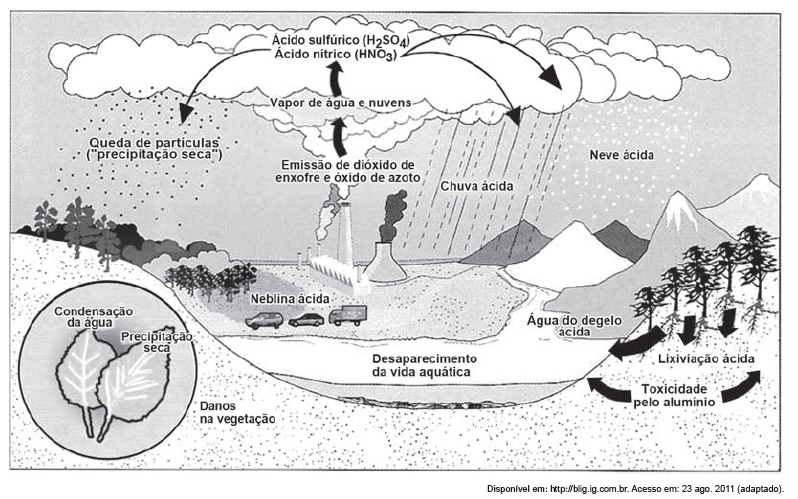 Ácido sulfúrico (H₂SO₄)
Ácido nítrico (HNO₃)
Vapor de água e nuvens
Queda de partículas
("precipitação seca")
Emissão de dióxido de
enxofre e óxido de azoto
Chuva ácida
Neve ácida
Neblina ácida
Condensação
da água
Precipitação
seca
Danos
na vegetação
Desaparecimento
da vida aquática
Água do degelo
ácida
Lixiviação ácida
Toxicidade
pelo alumínio
Disponível em: http://blig.ig.com.br. Acesso em: 23 ago. 2011 (adaptado).